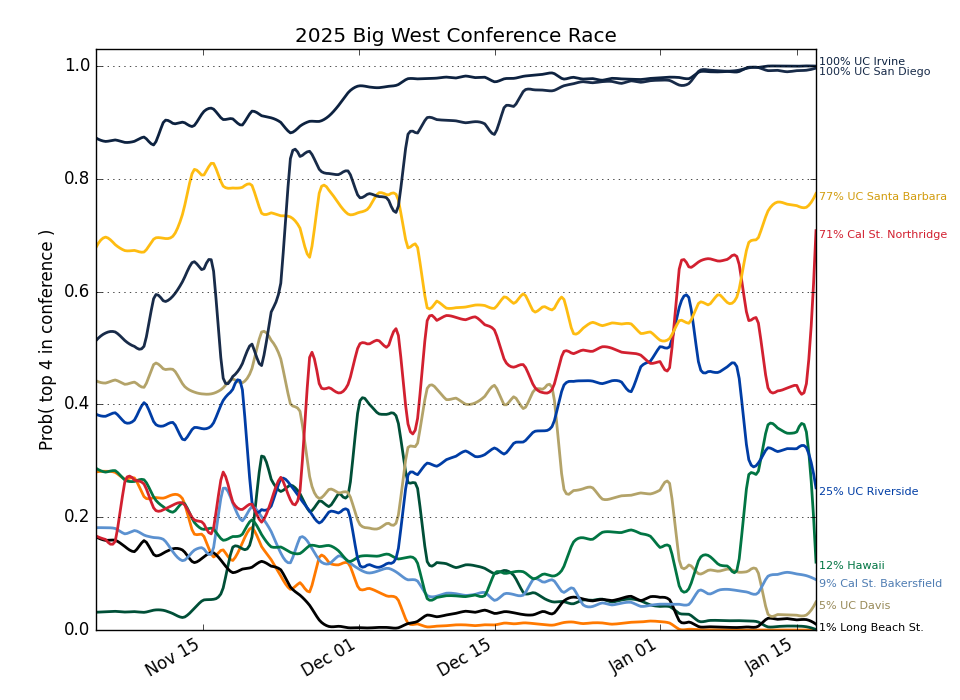 2025 Big West Conference Race
Prob( top 4 in conference )
1.0
0.8
0.6
0.4
0.2
0.0
Nov 15
Dec 01
Dec 15
Jan 01
Jan 15
100% UC Irvine
100% UC San Diego
77% UC Santa Barbara
71% Cal St. Northridge
25% UC Riverside
12% Hawaii
9% Cal St. Bakersfield
5% UC Davis
1% Long Beach St.